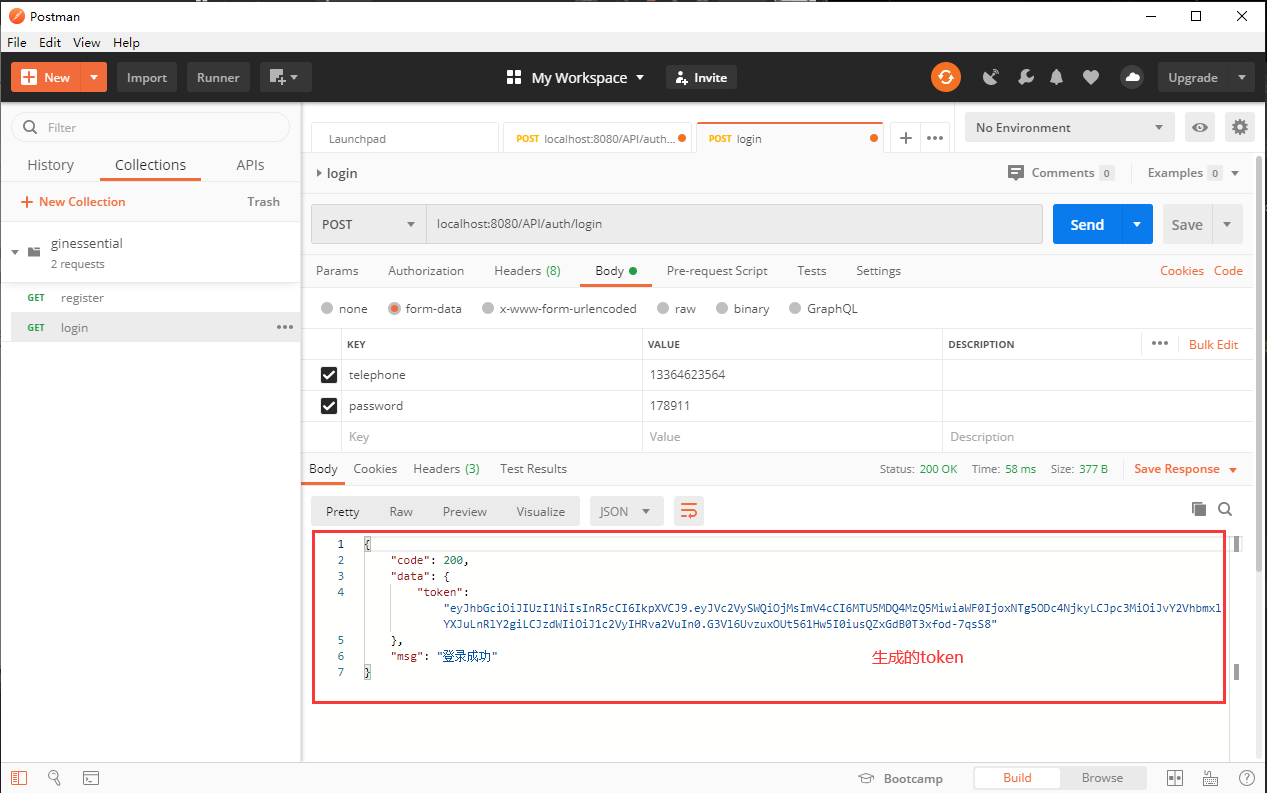 Postman
File Edit View Help
New Import Runner My Workspace Invite Upgrade
Filter
History Collections APIs
New Collection Trash
ginessential
2 requests
GET register
GET login
Launchpad POST localhost:8080/API/auth... POST login No Environment
login Comments 0 Examples 0
POST localhost:8080/API/auth/login Send Save
Params Authorization Headers (8) Body Pre-request Script Tests Settings Cookies Code
none form-data x-www-form-urlencoded raw binary GraphQL
KEY VALUE DESCRIPTION Bulk Edit
telephone 13364623564
password 178911
Key Value Description
Body Cookies Headers (3) Test Results Status: 200 OK Time: 58 ms Size: 377 B Save Response
Pretty Raw Preview Visualize JSON
1 {
2 "code": 200,
3 "data": {
4 "token":
"eyJhbGciOiJIUzI1NiIsInR5cCI6IkpXVCJ9.eyJVc2VySWQiOjMsImV4cCI6MTU5MDQ4MzQ5MiwiaWF0IjoxNTg5ODc4NjkyLCJpc3MiOiJvY2Vhbmxl
YXJuLnRlY2giLCJzdWIiOiJ1c2VyIHRva2VuIn0.G3Vl6UvzuxOUt561Hw5I0iusQZxGdB0T3xfod-7qsS8"
5 },
6 "msg": "登录成功"
7 }
生成的token
Bootcamp Build Browse